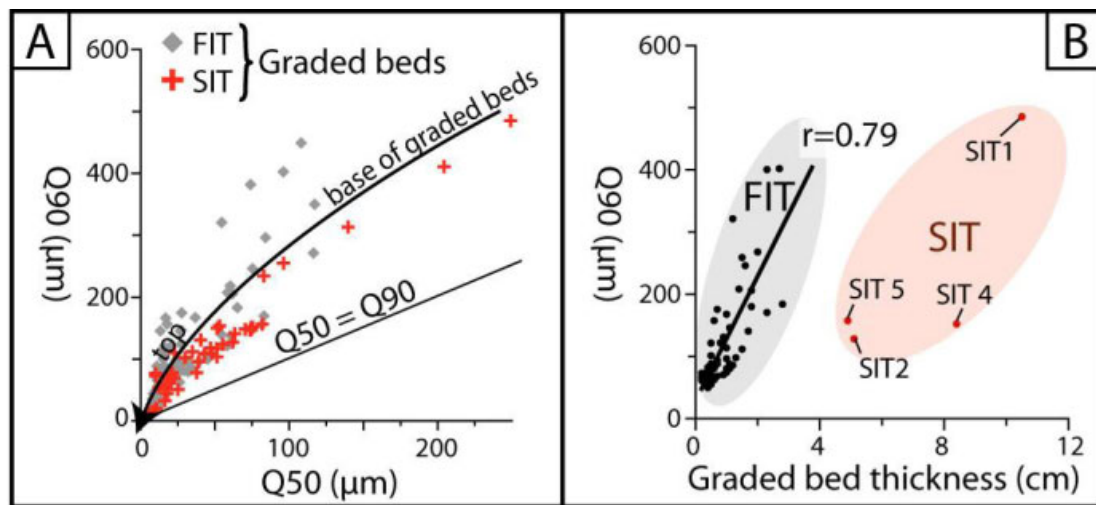 A
600
FIT
SIT
Graded beds
base of graded beds
400
Q90 (μm)
200
top
Q50 = Q90
0
0
50
100
200
Q50 (μm)
B
600
r=0.79
SIT1
400
FIT
Q90 (μm)
SIT
200
SIT 5
SIT 4
SIT2
0
0
4
8
12
Graded bed thickness (cm)